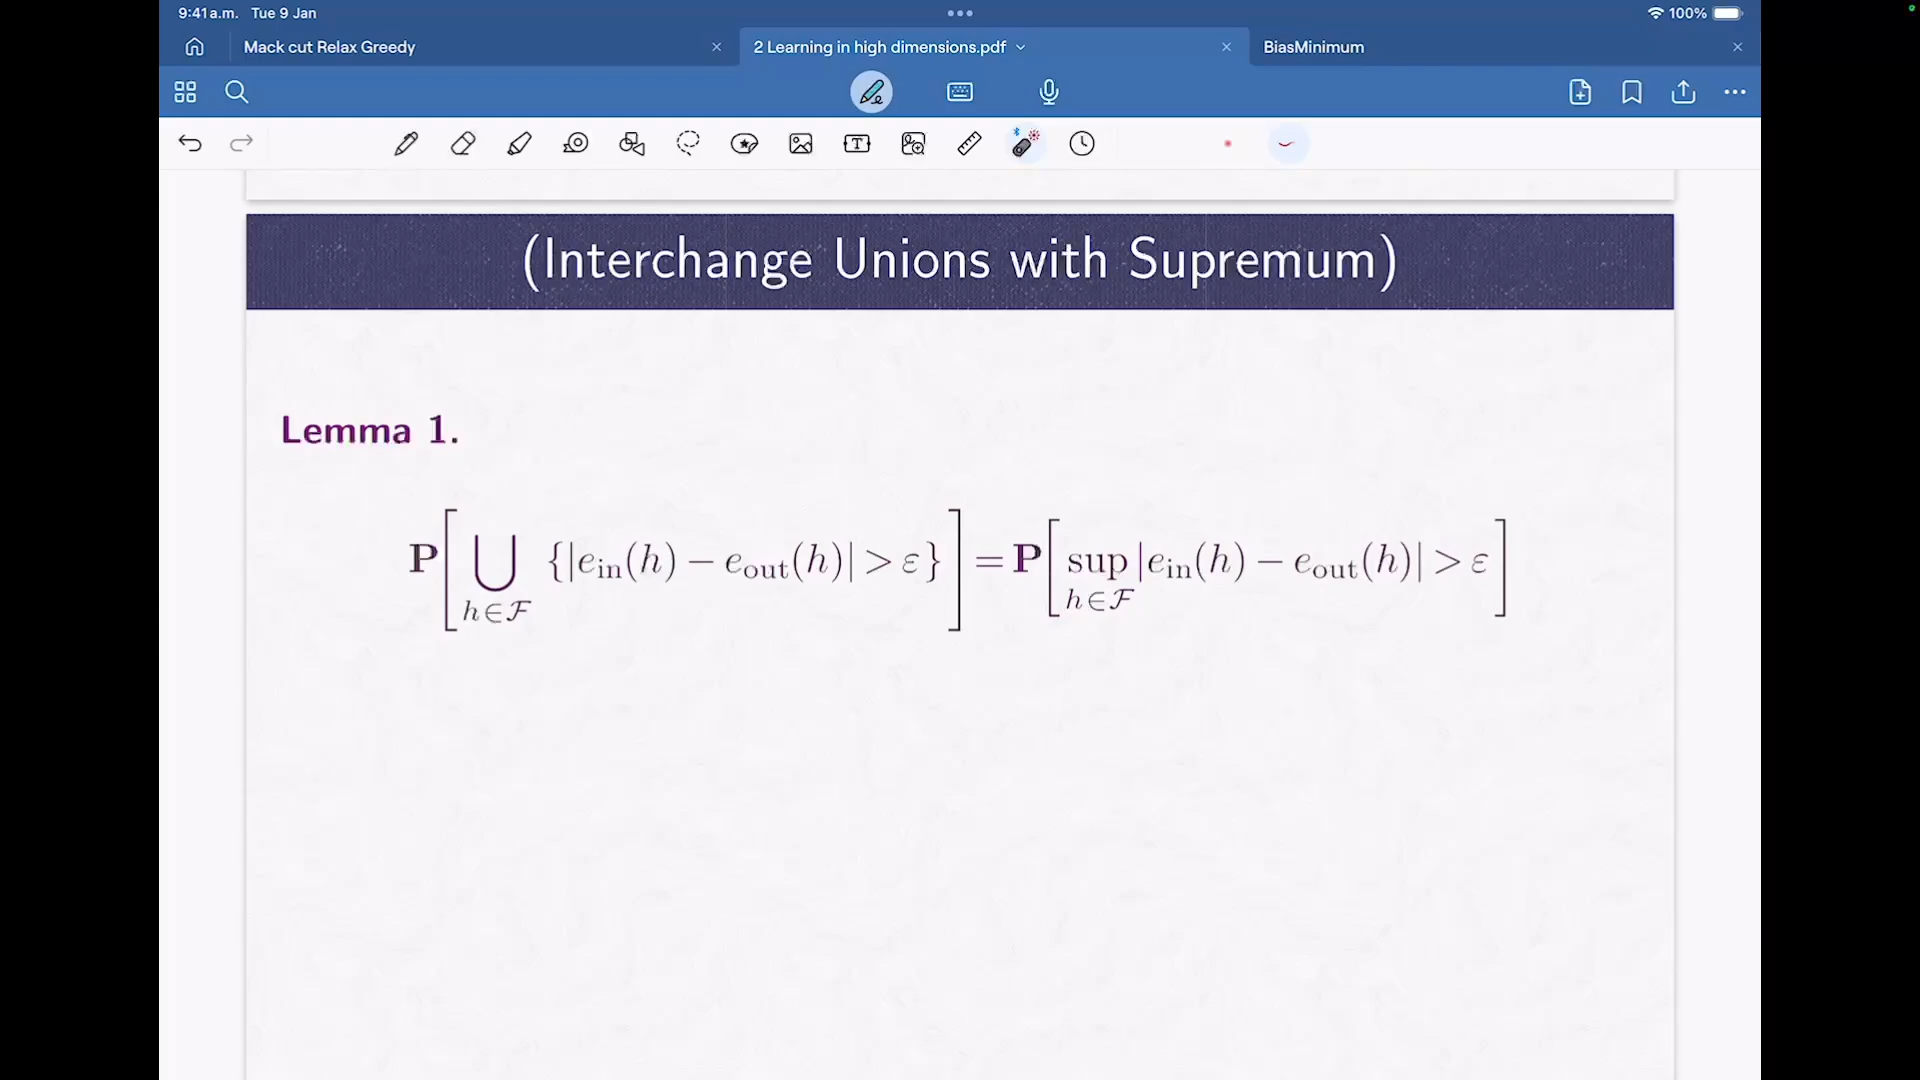 9:41 a.m. Tue 9 Jan
100%
Mack cut Relax Greedy
2 Learning in high dimensions.pdf
BiasMinimum
(Interchange Unions with Supremum)
Lemma 1.
P[ ⋃_{h∈ℱ} {|e_in(h) − e_out(h)| > ε} ] = P[ sup_{h∈ℱ} |e_in(h) − e_out(h)| > ε ]